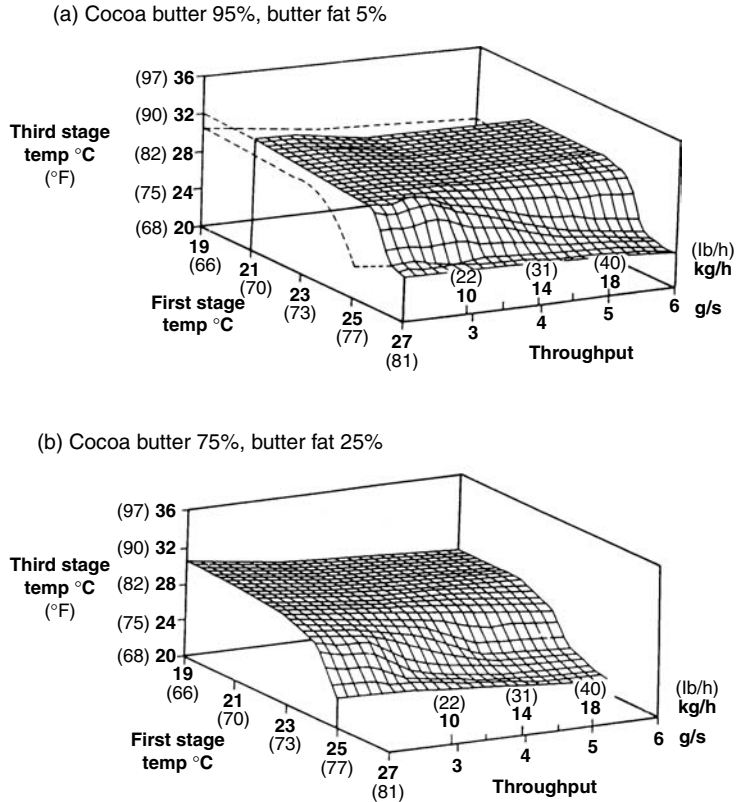 (a) Cocoa butter 95%, butter fat 5%
Third stage
temp °C
(°F)
(97) 36
(90) 32
(82) 28
(75) 24
(68) 20
19
(66)
21
(70)
23
(73)
25
(77)
27
(81)
First stage
temp °C
(22)
10
(31)
14
(40)
18
(Ib/h)
kg/h
3
4
5
6
g/s
Throughput
(b) Cocoa butter 75%, butter fat 25%
Third stage
temp °C
(°F)
(97) 36
(90) 32
(82) 28
(75) 24
(68) 20
19
(66)
21
(70)
23
(73)
25
(77)
27
(81)
First stage
temp °C
(22)
10
(31)
14
(40)
18
(Ib/h)
kg/h
3
4
5
6
g/s
Throughput